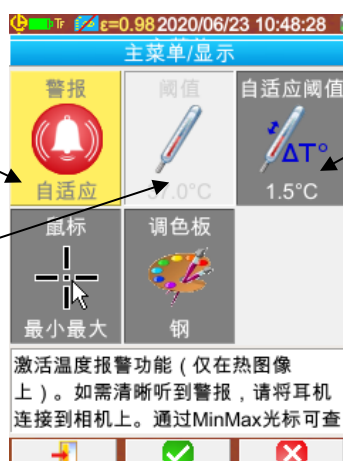 Tr ε=0.98 2020/06/23 10:48:28
主菜单/显示
警报 阈值 自适应阈值
ΔT°
自适应 37.0°C 1.5°C
鼠标 调色板
最小最大 钢
激活温度报警功能（仅在热图像
上）。如需清晰听到警报，请将耳机
连接到相机上。通过MinMax光标可查